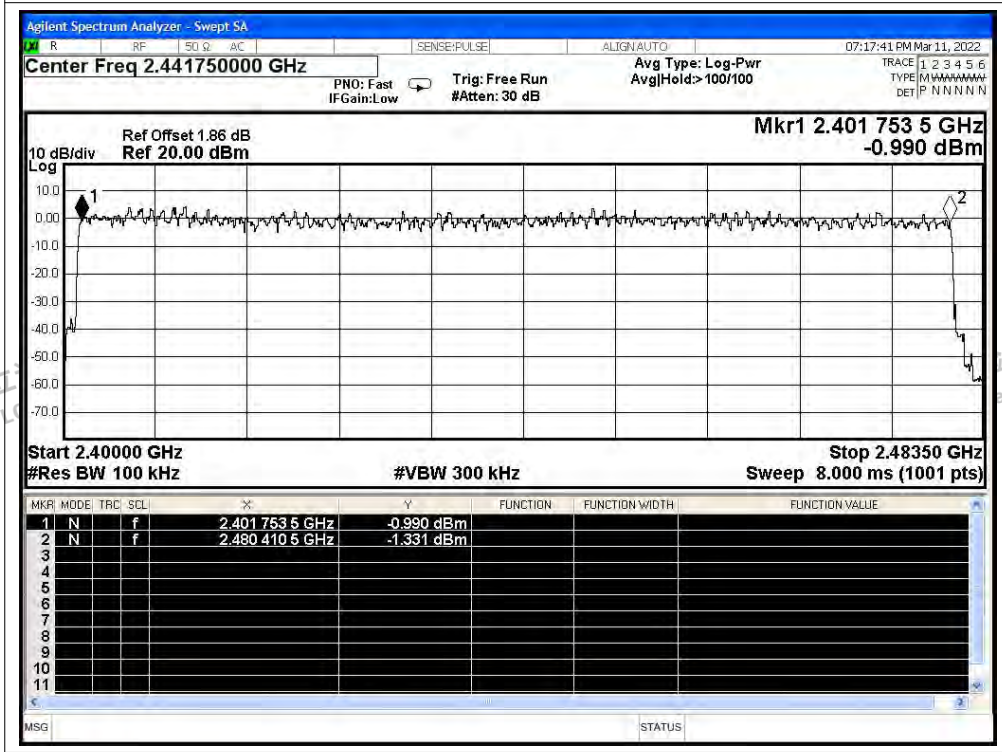 Agilent Spectrum Analyzer - Swept SA
R RF 50 Ω AC SENSE:PULSE ALIGN AUTO 07:17:41 PM Mar 11, 2022
Center Freq 2.441750000 GHz
PNO: Fast
IFGain:Low
Trig: Free Run
#Atten: 30 dB
Avg Type: Log-Pwr
Avg|Hold:>100/100
TRACE 1 2 3 4 5 6
TYPE M
DET P N N N N N
Mkr1 2.401 753 5 GHz
-0.990 dBm
Ref Offset 1.86 dB
10 dB/div Ref 20.00 dBm
Log
10.0
0.00
-10.0
-20.0
-30.0
-40.0
-50.0
-60.0
-70.0
1
2
Start 2.40000 GHz Stop 2.48350 GHz
#Res BW 100 kHz #VBW 300 kHz Sweep 8.000 ms (1001 pts)
MKR MODE TRC SCL X Y FUNCTION FUNCTION WIDTH FUNCTION VALUE
1 N f 2.401 753 5 GHz -0.990 dBm
2 N f 2.480 410 5 GHz -1.331 dBm
3
4
5
6
7
8
9
10
11
MSG STATUS